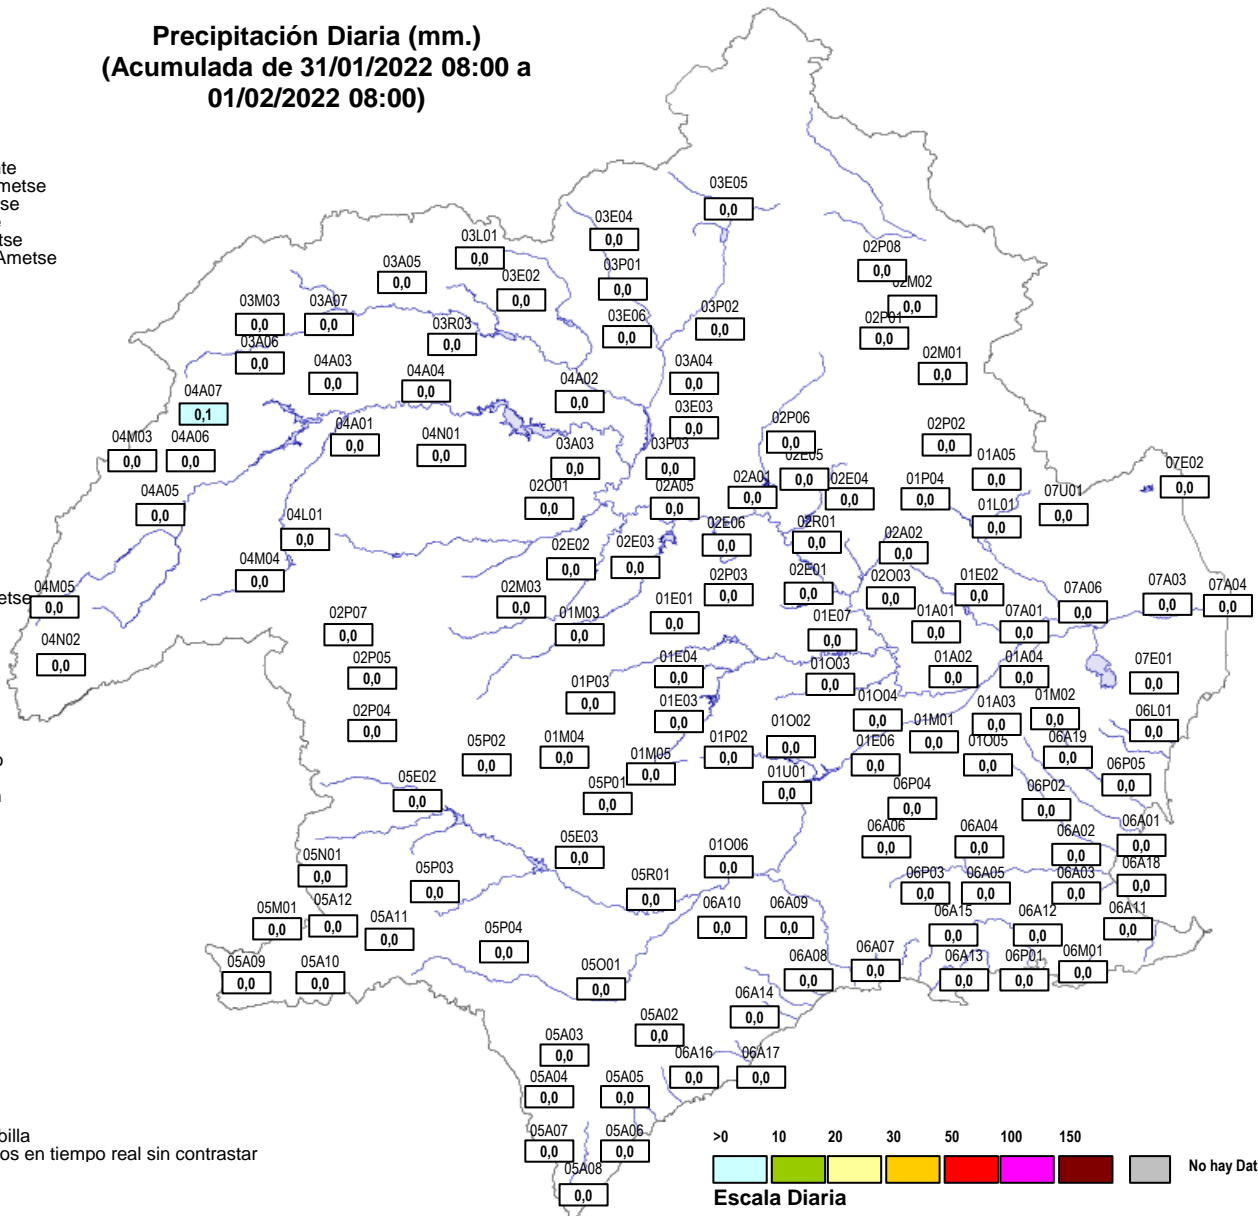 Precipitación Diaria (mm.)
(Acumulada de 31/01/2022 08:00 a
01/02/2022 08:00)
te
metse
se
tse
Ametse
03E05
0,0
03E04
0,0
03L01
0,0
02P08
0,0
03A05
0,0
03P01
0,0
03E02
0,0
02M02
0,0
03M03
0,0
03A07
0,0
03P02
0,0
03E06
0,0
02P01
0,0
03R03
0,0
03A06
0,0
04A03
0,0
03A04
0,0
02M01
0,0
04A04
0,0
04A02
0,0
04A07
0,1
03E03
0,0
02P06
0,0
02P02
0,0
04A01
0,0
04N01
0,0
04M03
0,0
04A06
0,0
03A03
0,0
03P03
0,0
02E05
0,0
01A05
0,0
07E02
0,0
04A05
0,0
02O01
0,0
02A05
0,0
02A01
0,0
02E04
0,0
01P04
0,0
07U01
0,0
01L01
0,0
04L01
0,0
02E06
0,0
02R01
0,0
02A02
0,0
02E02
0,0
02E03
0,0
04M04
0,0
etse
04M05
0,0
02M03
0,0
02P03
0,0
02E01
0,0
02O03
0,0
01E02
0,0
07A06
0,0
07A03
0,0
07A04
0,0
02P07
0,0
01M03
0,0
01E01
0,0
01E07
0,0
01A01
0,0
07A01
0,0
04N02
0,0
02P05
0,0
01E04
0,0
01O03
0,0
01A02
0,0
01A04
0,0
07E01
0,0
01P03
0,0
01E03
0,0
01O04
0,0
01A03
0,0
01M02
0,0
06L01
0,0
02P04
0,0
01O02
0,0
01M01
0,0
05P02
0,0
01M04
0,0
01M05
0,0
01P02
0,0
01E06
0,0
01O05
0,0
06A19
0,0
o
05E02
0,0
05P01
0,0
01U01
0,0
06P04
0,0
06P02
0,0
06P05
0,0
05E03
0,0
01O06
0,0
06A06
0,0
06A04
0,0
06A02
0,0
06A01
0,0
05N01
0,0
05P03
0,0
05R01
0,0
06P03
0,0
06A05
0,0
06A03
0,0
06A18
0,0
05M01
0,0
05A12
0,0
05A11
0,0
06A10
0,0
06A09
0,0
06A15
0,0
06A12
0,0
06A11
0,0
05P04
0,0
05A09
0,0
05A10
0,0
05O01
0,0
06A08
0,0
06A07
0,0
06A13
0,0
06P01
0,0
06M01
0,0
06A14
0,0
05A02
0,0
05A03
0,0
06A16
0,0
06A17
0,0
05A04
0,0
05A05
0,0
05A07
0,0
05A06
0,0
05A08
0,0
billa
os en tiempo real sin contrastar
>0 10 20 30 50 100 150
No hay Dat
Escala Diaria